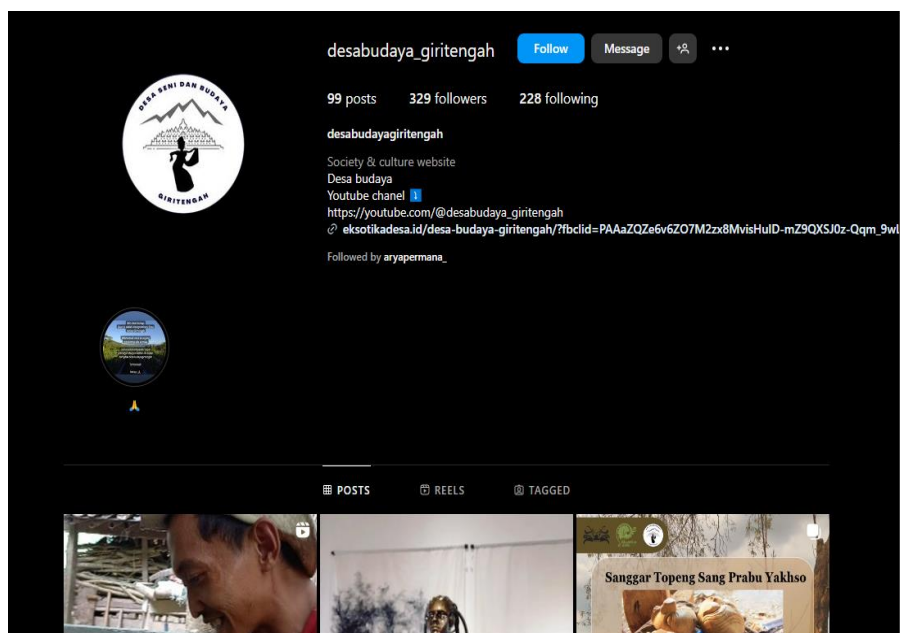 desabudaya_giritengah Follow Message
99 posts 329 followers 228 following
desabudayagiritengah
Society & culture website
Desa budaya
Youtube chanel
https://youtube.com/@desabudaya_giritengah
eksotikadesa.id/desa-budaya-giritengah/?fbclid=PAAaZQZe6v6ZO7M2zx8MvisHulD-mZ9QXSJ0z-Qqm_9wL
Followed by aryapermana_
DESA SENI DAN BUDAYA
GIRITENGAH
POSTS REELS TAGGED
Sanggar Topeng Sang Prabu Yakhso